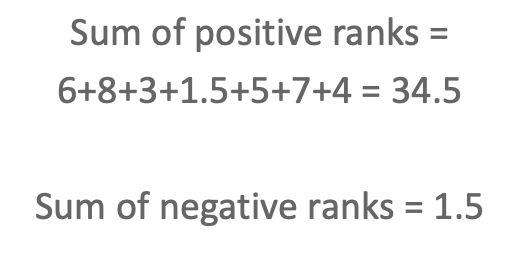 Sum of positive ranks =
6+8+3+1.5+5+7+4 = 34.5
Sum of negative ranks = 1.5